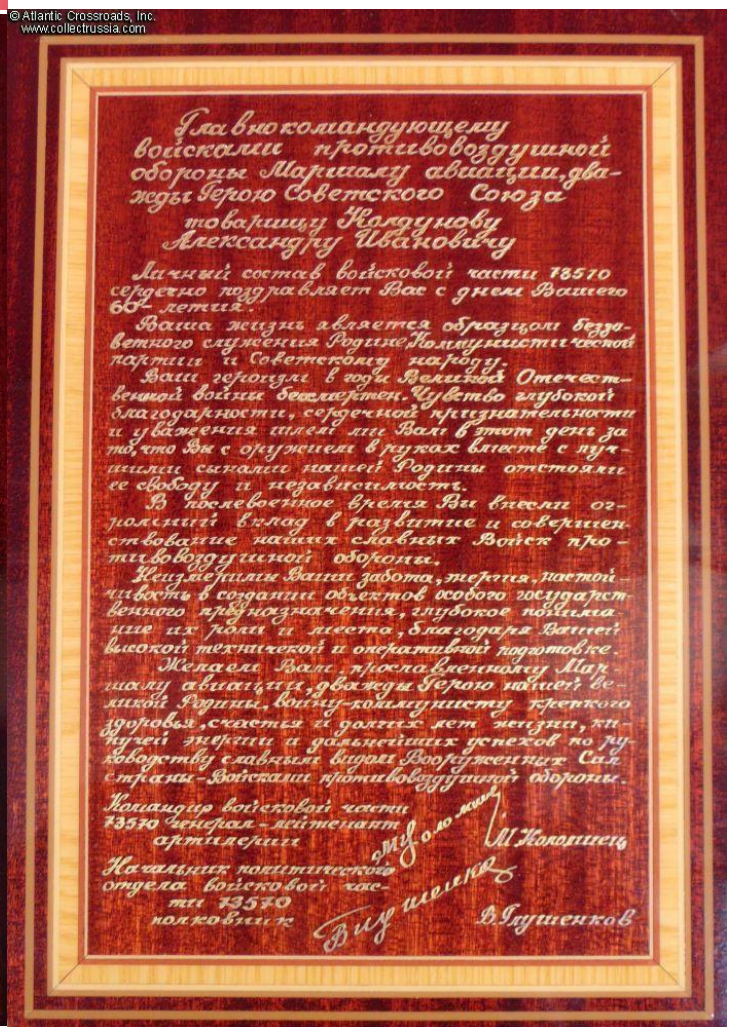 © Atlantic Crossroads, Inc.
www.collectrussia.com
Главнокомандующему
войсками противовоздушной
обороны Маршалу авиации, два-
жды Герою Советского Союза
товарищу Колдунову
Александру Ивановичу
Личный состав войсковой части 73570
сердечно поздравляет Вас с днем Вашего
60-летия.
Ваша жизнь является образцом безза-
ветного служения Родине, Коммунистической
партии и Советскому народу.
Ваш героизм в годы Великой Отечест-
венной войны бессмертен. Чувство глубокой
благодарности, сердечной признательности
и уважения шлем мы Вам в этот день за
то, что Вы с оружием в руках вместе с луч-
шими сынами нашей Родины отстояли
ее свободу и независимость.
В послевоенное время Вы внесли ог-
ромный вклад в развитие и совершен-
ствование наших славных Войск про-
тивовоздушной обороны.
Неизмеримы Ваши забота, энергия, настой-
чивость в создании объектов особого государст-
венного предназначения, глубокое понима-
ние их роли и места, благодаря Вашей
высокой технической и оперативной подготовке.
Желаем Вам, прославленному Мар-
шалу авиации, дважды Герою нашей ве-
ликой Родины, войну-коммунисту крепкого
здоровья, счастья и долгих лет жизни, ки-
пучей энергии и дальнейших успехов по ру-
ководству славным видом Вооруженных Сил
страны-Войсками противовоздушной обороны.
Командир войсковой части
73570 генерал-лейтенант
артилерии
М Коломиец
Начальник политического
отдела войсковой час-
ти 73570
полковник
В. Глушенков